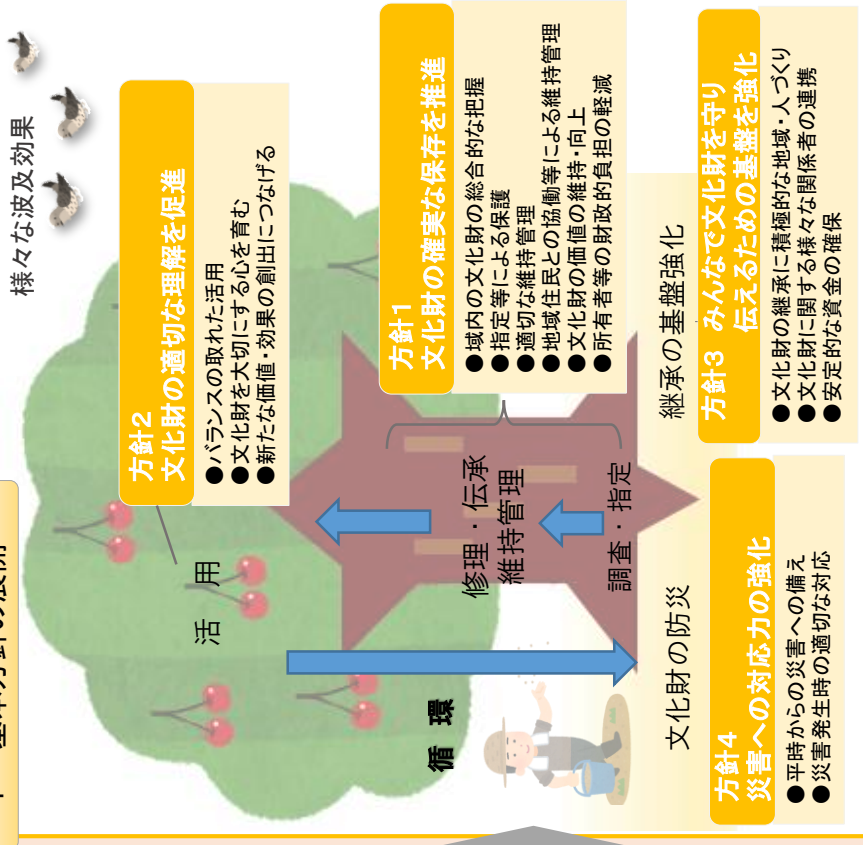 基本方針の展開
様々な波及効果
方針2
文化財の適切な理解を促進
●バランスの取れた活用
●文化財を大切にする心を育む
●新たな価値・効果の創出につなげる
活 用
方針1
文化財の確実な保存を推進
●域内の文化財の総合的な把握
●指定等による保護
●適切な維持管理
●地域住民との協働等による維持管理
●文化財の価値の維持・向上
●所有者等の財政的負担の軽減
修理・伝承
維持管理
調査・指定
循 環
継承の基盤強化
方針3 みんなで文化財を守り
伝えるための基盤を強化
●文化財の継承に積極的な地域・人づくり
●文化財に関する様々な関係者の連携
●安定的な資金の確保
文化財の防災
方針4
災害への対応力の強化
●平時からの災害への備え
●災害発生時の適切な対応